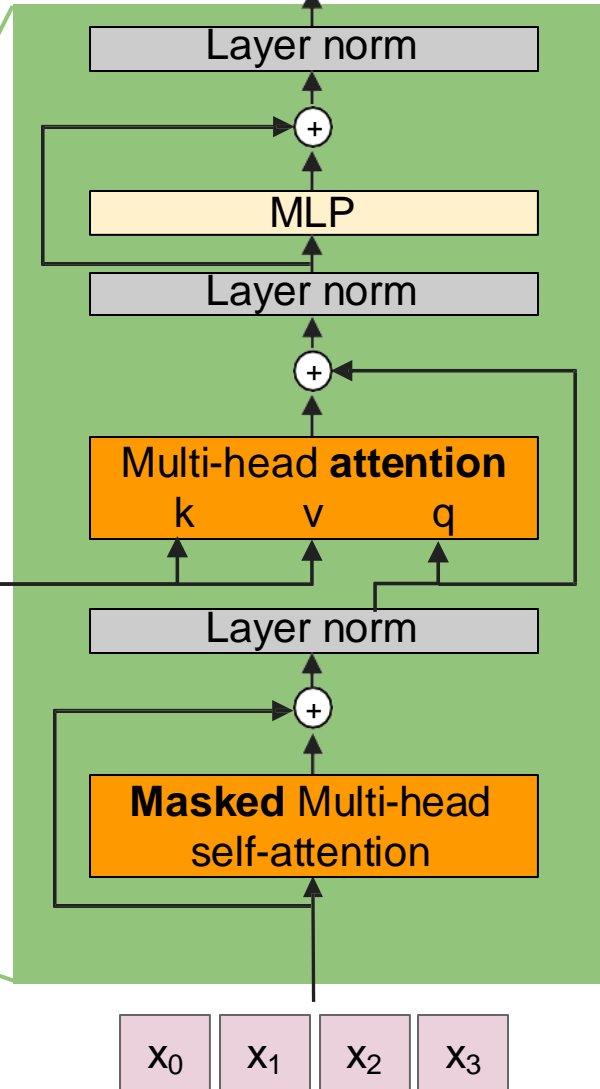 Layer norm
+
MLP
Layer norm
+
Multi-head attention
k v q
Layer norm
+
Masked Multi-head
self-attention
x₀ x₁ x₂ x₃